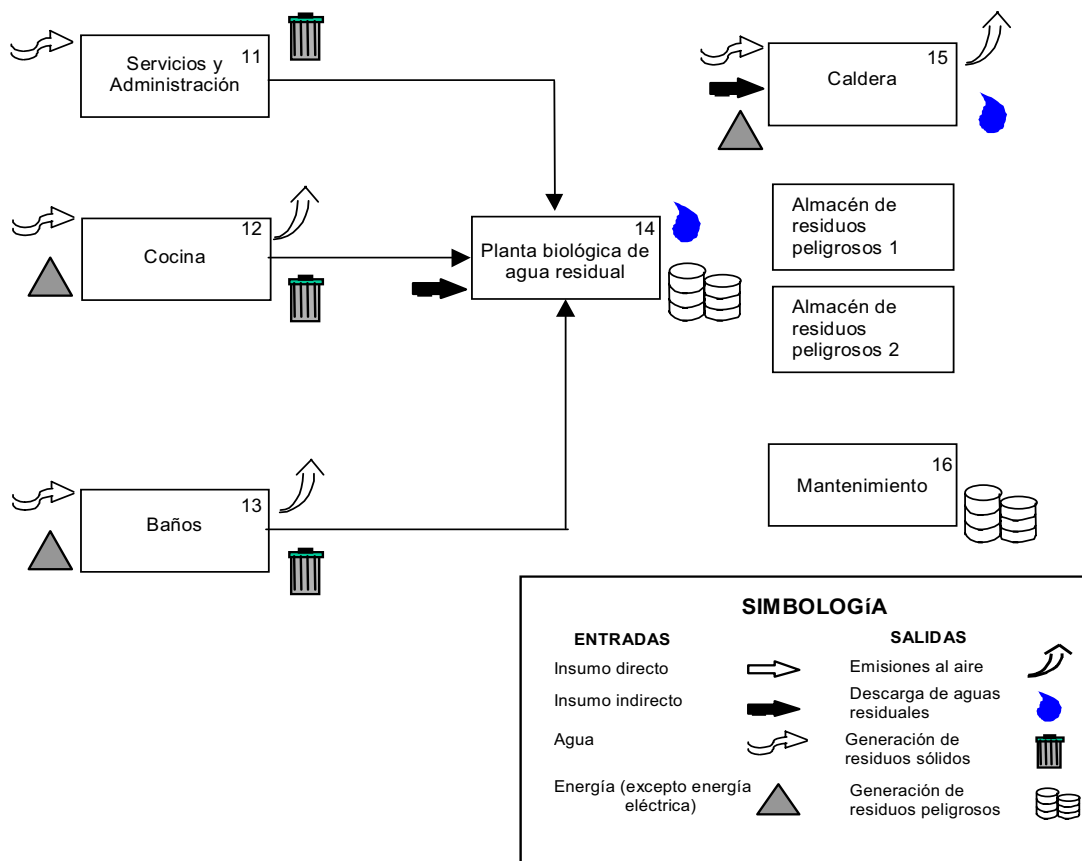 11
Servicios y
Administración
15
Caldera
12
Cocina
14
Planta biológica de
agua residual
Almacén de
residuos
peligrosos 1
Almacén de
residuos
peligrosos 2
13
Baños
16
Mantenimiento
SIMBOLOGíA
ENTRADAS
Insumo directo
Insumo indirecto
Agua
Energía (excepto energía
eléctrica)
SALIDAS
Emisiones al aire
Descarga de aguas
residuales
Generación de
residuos sólidos
Generación de
residuos peligrosos